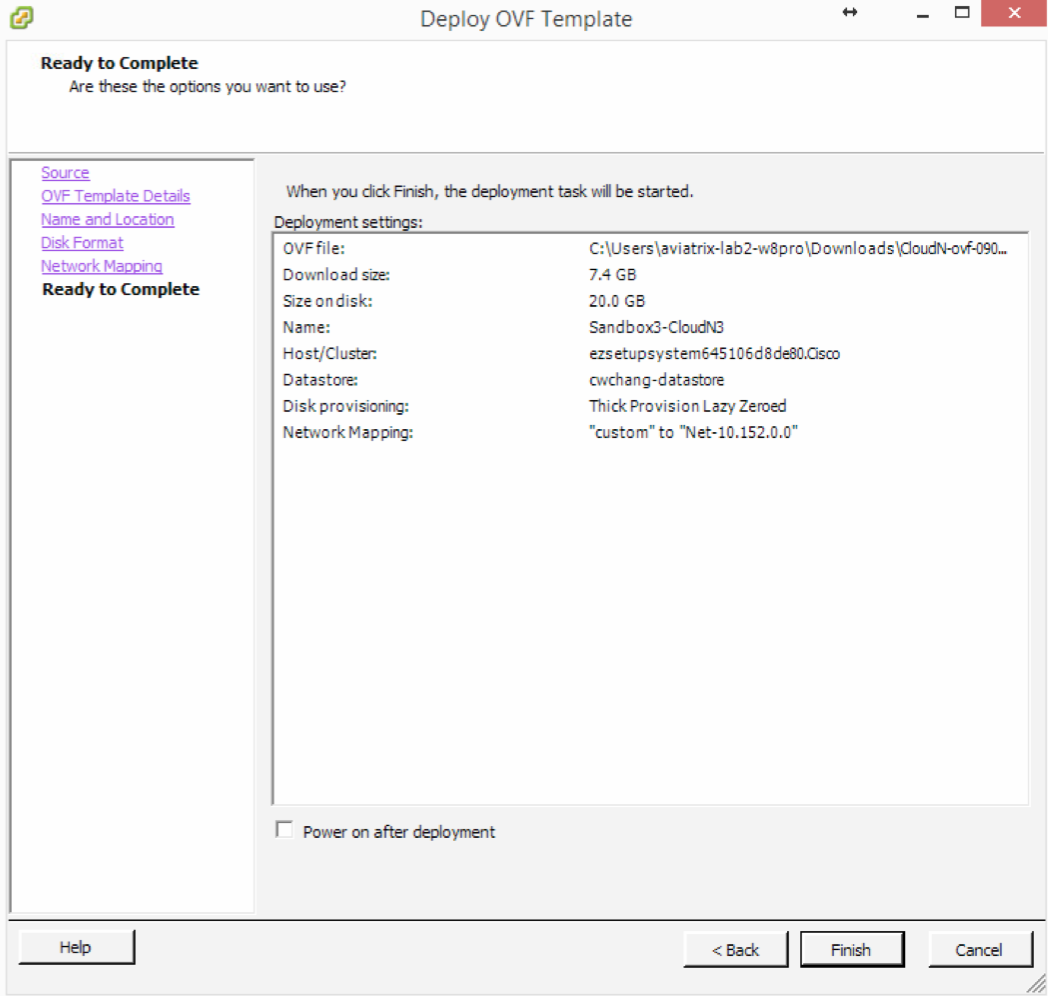 Deploy OVF Template
Ready to Complete
Are these the options you want to use?
Source
OVF Template Details
Name and Location
Disk Format
Network Mapping
Ready to Complete
When you click Finish, the deployment task will be started.
Deployment settings:
OVF file: C:\Users\aviatrix-lab2-w8pro\Downloads\CloudN-ovf-090...
Download size: 7.4 GB
Size on disk: 20.0 GB
Name: Sandbox3-CloudN3
Host/Cluster: ezsetupsystem645106d8de80.Cisco
Datastore: cwchang-datastore
Disk provisioning: Thick Provision Lazy Zeroed
Network Mapping: "custom" to "Net-10.152.0.0"
Power on after deployment
Help
< Back
Finish
Cancel